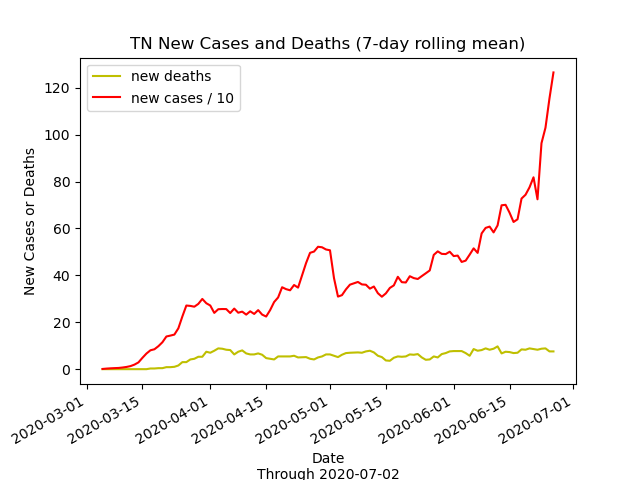 TN New Cases and Deaths (7-day rolling mean)
new deaths
new cases / 10
120
100
80
60
40
20
0
New Cases or Deaths
2020-03-01
2020-03-15
2020-04-01
2020-04-15
2020-05-01
2020-05-15
2020-06-01
2020-06-15
2020-07-01
Date
Through 2020-07-02